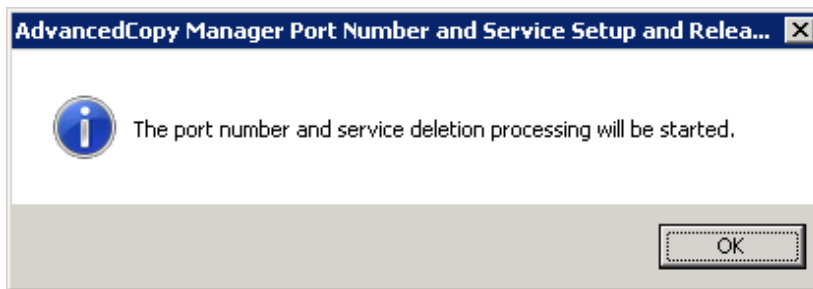 AdvancedCopy Manager Port Number and Service Setup and Relea...
The port number and service deletion processing will be started.
OK